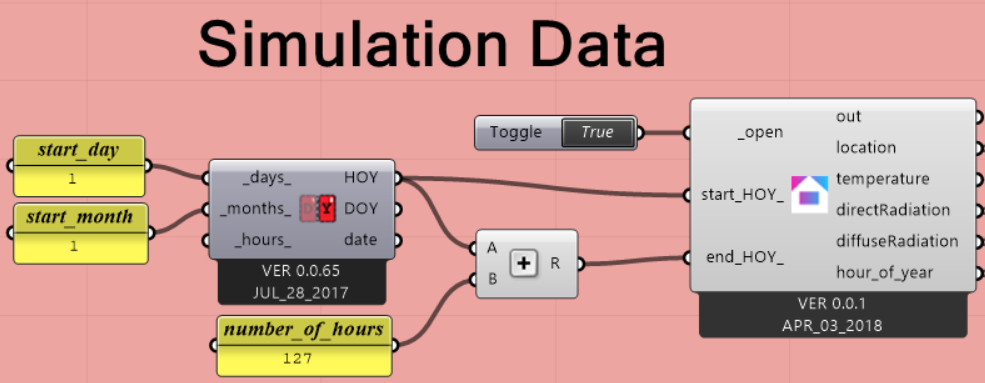 Simulation Data
start_day
1
start_month
1
_days_
_months_
_hours_
HOY
DOY
date
VER 0.0.65
JUL_28_2017
number_of_hours
127
Toggle True
A
B
R
_open
start_HOY_
end_HOY_
out
location
temperature
directRadiation
diffuseRadiation
hour_of_year
VER 0.0.1
APR_03_2018